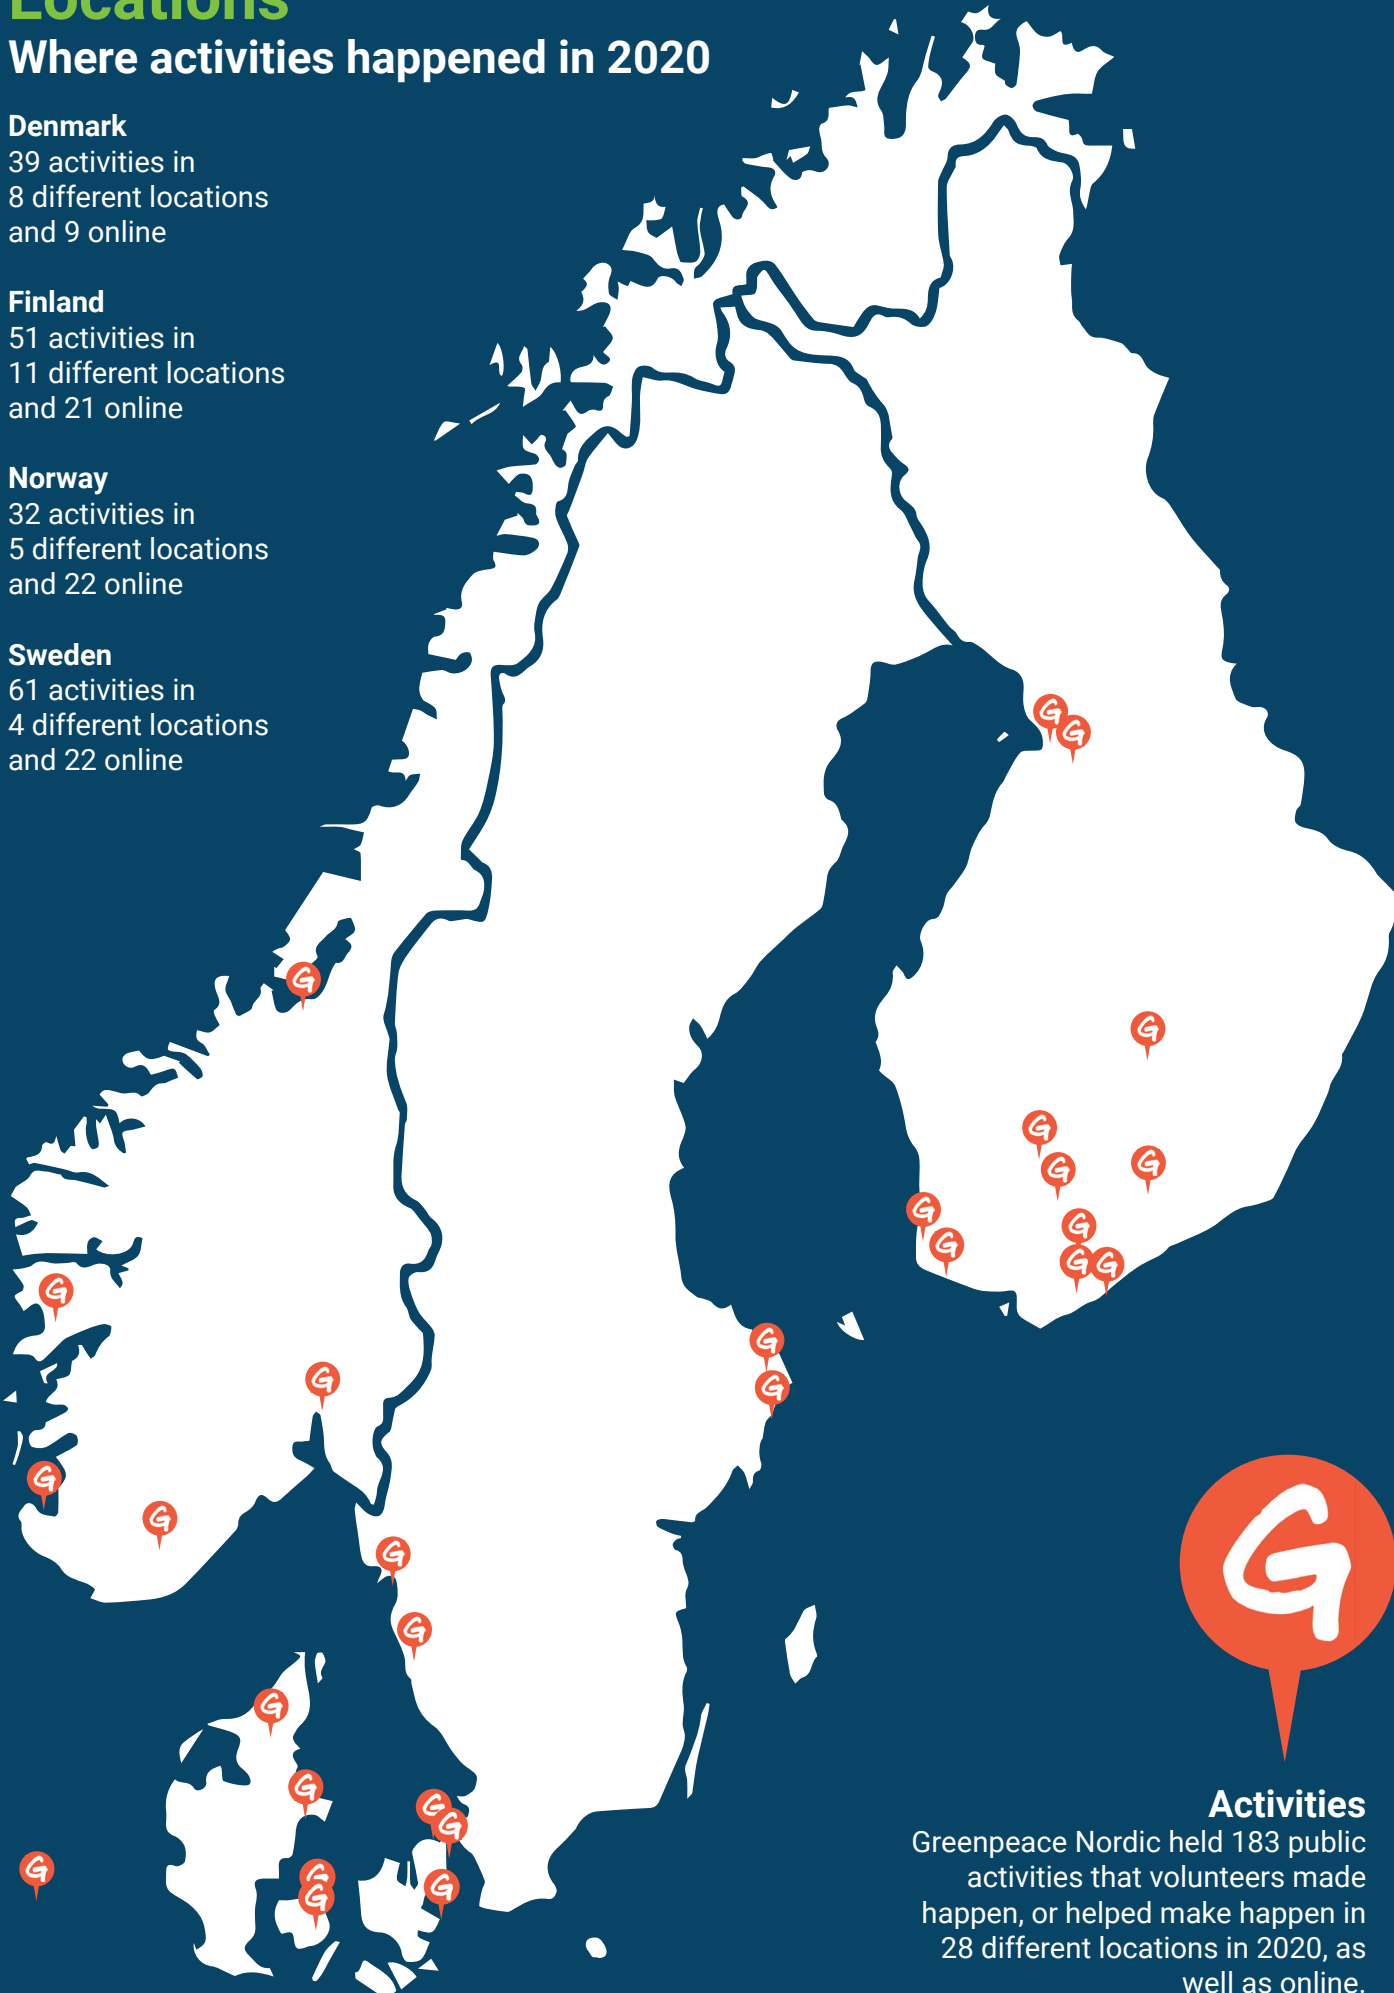 Locations
Where activities happened in 2020
Denmark
39 activities in
8 different locations
and 9 online
Finland
51 activities in
11 different locations
and 21 online
Norway
32 activities in
5 different locations
and 22 online
Sweden
61 activities in
4 different locations
and 22 online
Activities
Greenpeace Nordic held 183 public
activities that volunteers made
happen, or helped make happen in
28 different locations in 2020, as
well as online.